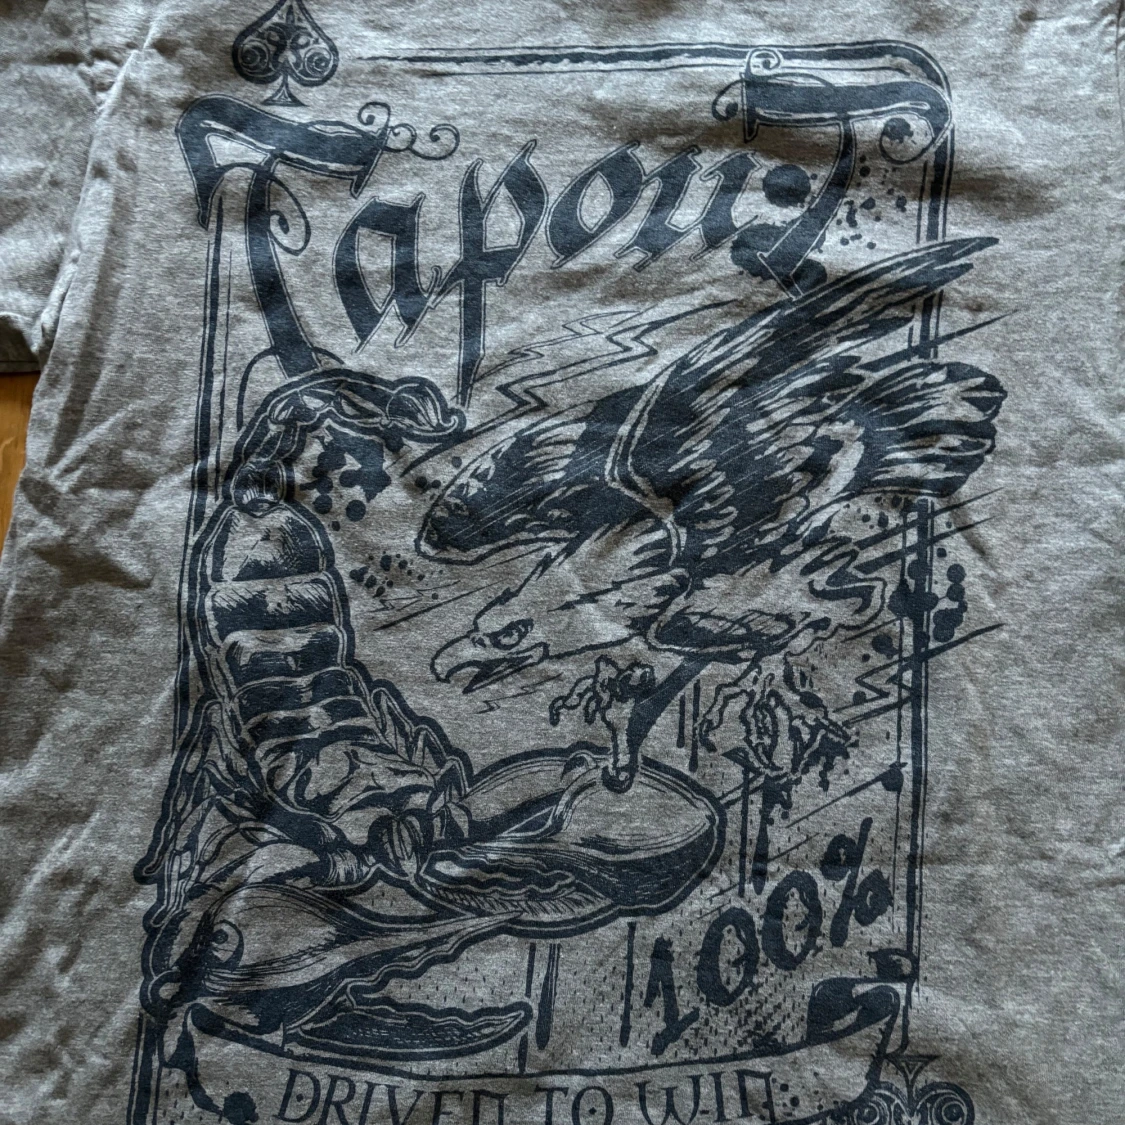 TapouT
100%
DRIVEN TO WIN